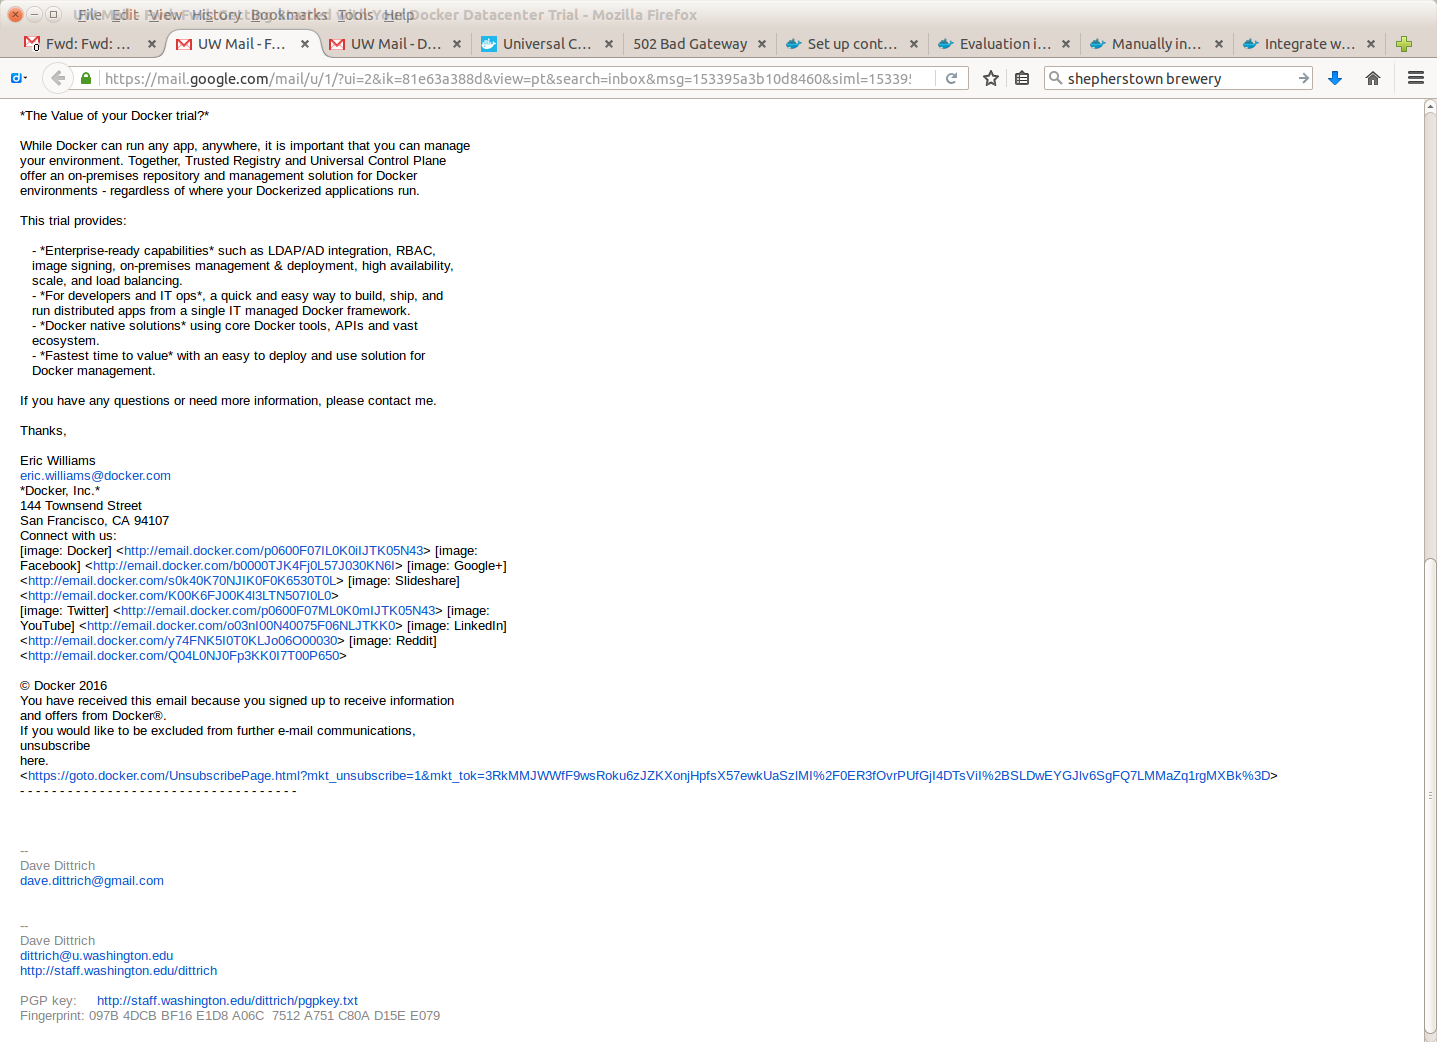 File Edit View History Bookmarks Tools Help
Docker Datacenter Trial - Mozilla Firefox
Fwd: Fwd: ...
UW Mail - F...
UW Mail - D...
Universal C...
502 Bad Gateway
Set up cont...
Evaluation i...
Manually in...
Integrate w...
https://mail.google.com/mail/u/1/?ui=2&ik=81e63a388d&view=pt&search=inbox&msg=153395a3b10d8460&siml=15339
shepherstown brewery
*The Value of your Docker trial?*
While Docker can run any app, anywhere, it is important that you can manage
your environment. Together, Trusted Registry and Universal Control Plane
offer an on-premises repository and management solution for Docker
environments - regardless of where your Dockerized applications run.
This trial provides:
- *Enterprise-ready capabilities* such as LDAP/AD integration, RBAC,
image signing, on-premises management & deployment, high availability,
scale, and load balancing.
- *For developers and IT ops*, a quick and easy way to build, ship, and
run distributed apps from a single IT managed Docker framework.
- *Docker native solutions* using core Docker tools, APIs and vast
ecosystem.
- *Fastest time to value* with an easy to deploy and use solution for
Docker management.
If you have any questions or need more information, please contact me.
Thanks,
Eric Williams
eric.williams@docker.com
*Docker, Inc.*
144 Townsend Street
San Francisco, CA 94107
Connect with us:
[image: Docker] <http://email.docker.com/p0600F07IL0K0iIJTK05N43> [image:
Facebook] <http://email.docker.com/b0000TJK4Fj0L57J030KN6I> [image: Google+]
<http://email.docker.com/s0k40K70NJIK0F0K6530T0L> [image: Slideshare]
<http://email.docker.com/K00K6FJ00K4l3LTN507I0L0>
[image: Twitter] <http://email.docker.com/p0600F07ML0K0mIJTK05N43> [image:
YouTube] <http://email.docker.com/o03nI00N40075F06NLJTKK0> [image: LinkedIn]
<http://email.docker.com/y74FNK5I0T0KLJo06O00030> [image: Reddit]
<http://email.docker.com/Q04L0NJ0Fp3KK0I7T00P650>
© Docker 2016
You have received this email because you signed up to receive information
and offers from Docker®.
If you would like to be excluded from further e-mail communications,
unsubscribe
here.
<https://goto.docker.com/UnsubscribePage.html?mkt_unsubscribe=1&mkt_tok=3RkMMJWWfF9wsRoku6zJZKXonjHpfsX57ewkUaSzlMI%2F0ER3fOvrPUfGjI4DTsViI%2BSLDwEYGJlv6SgFQ7LMMaZq1rgMXBk%3D>
- - - - - - - - - - - - - - - - - - - - - - - - - - - - - - - - - - -
--
Dave Dittrich
dave.dittrich@gmail.com
--
Dave Dittrich
dittrich@u.washington.edu
http://staff.washington.edu/dittrich
PGP key: http://staff.washington.edu/dittrich/pgpkey.txt
Fingerprint: 097B 4DCB BF16 E1D8 A06C 7512 A751 C80A D15E E079